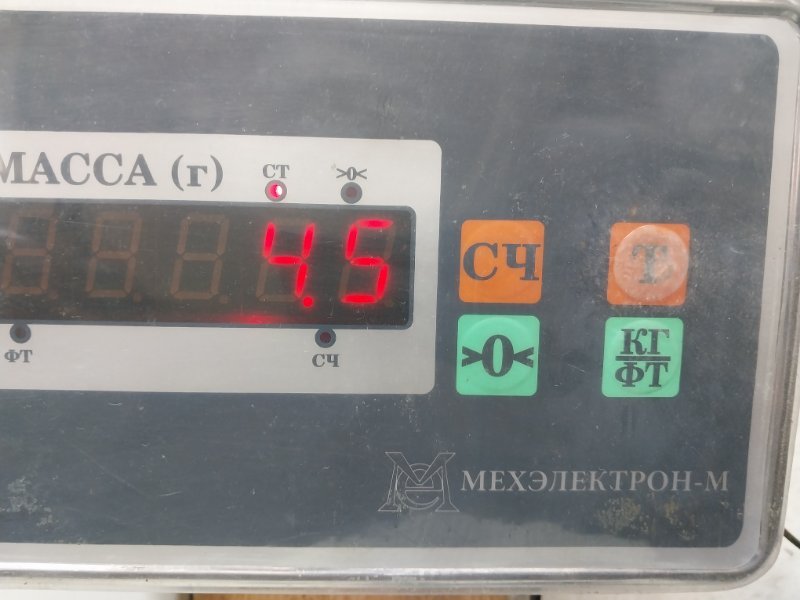 МАССА (г)
СТ >0<
4.5
ФТ СЧ
СЧ Т
>0< КГ
ФТ
МЕХЭЛЕКТРОН-М